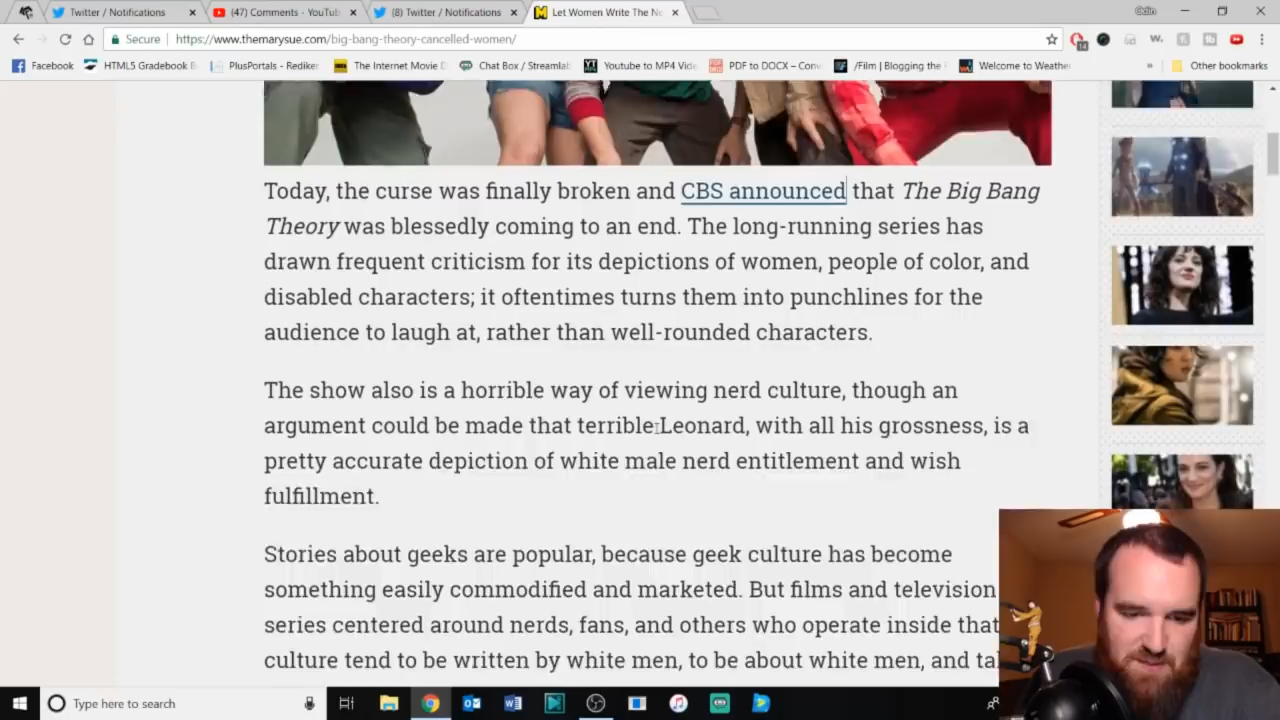 Twitter / Notifications
(47) Comments - YouTub
(8) Twitter / Notifications
Let Women Write The Ne
Odin
Secure
https://www.themarysue.com/big-bang-theory-cancelled-women/
Facebook
HTML5 Gradebook
PlusPortals - Rediker
The Internet Movie D
Chat Box / Streamlab
Youtube to MP4 Vide
PDF to DOCX – Conv
/Film | Blogging the
Welcome to Weathe
»
Other bookmarks
Today, the curse was finally broken and CBS announced that The Big Bang
Theory was blessedly coming to an end. The long-running series has
drawn frequent criticism for its depictions of women, people of color, and
disabled characters; it oftentimes turns them into punchlines for the
audience to laugh at, rather than well-rounded characters.
The show also is a horrible way of viewing nerd culture, though an
argument could be made that terrible Leonard, with all his grossness, is a
pretty accurate depiction of white male nerd entitlement and wish
fulfillment.
Stories about geeks are popular, because geek culture has become
something easily commodified and marketed. But films and television
series centered around nerds, fans, and others who operate inside that
culture tend to be written by white men, to be about white men, and tal
Type here to search